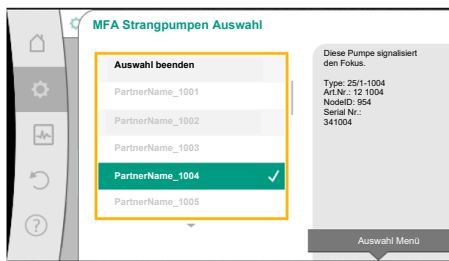 MFA Strangpumpen Auswahl
Auswahl beenden
PartnerName_1001
PartnerName_1002
PartnerName_1003
PartnerName_1004
PartnerName_1005
Diese Pumpe signalisiert
den Fokus.
Type: 25/1-1004
Art.Nr.: 12 1004
NodeID: 954
Serial Nr.:
341004
Auswahl Menü
?